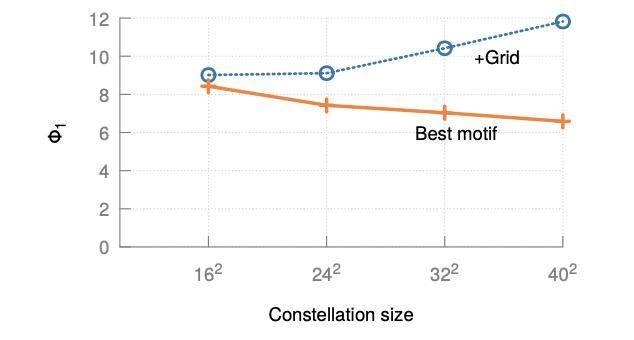 12
10
8
6
4
2
0
Φ1
+Grid
Best motif
16²
24²
32²
40²
Constellation size